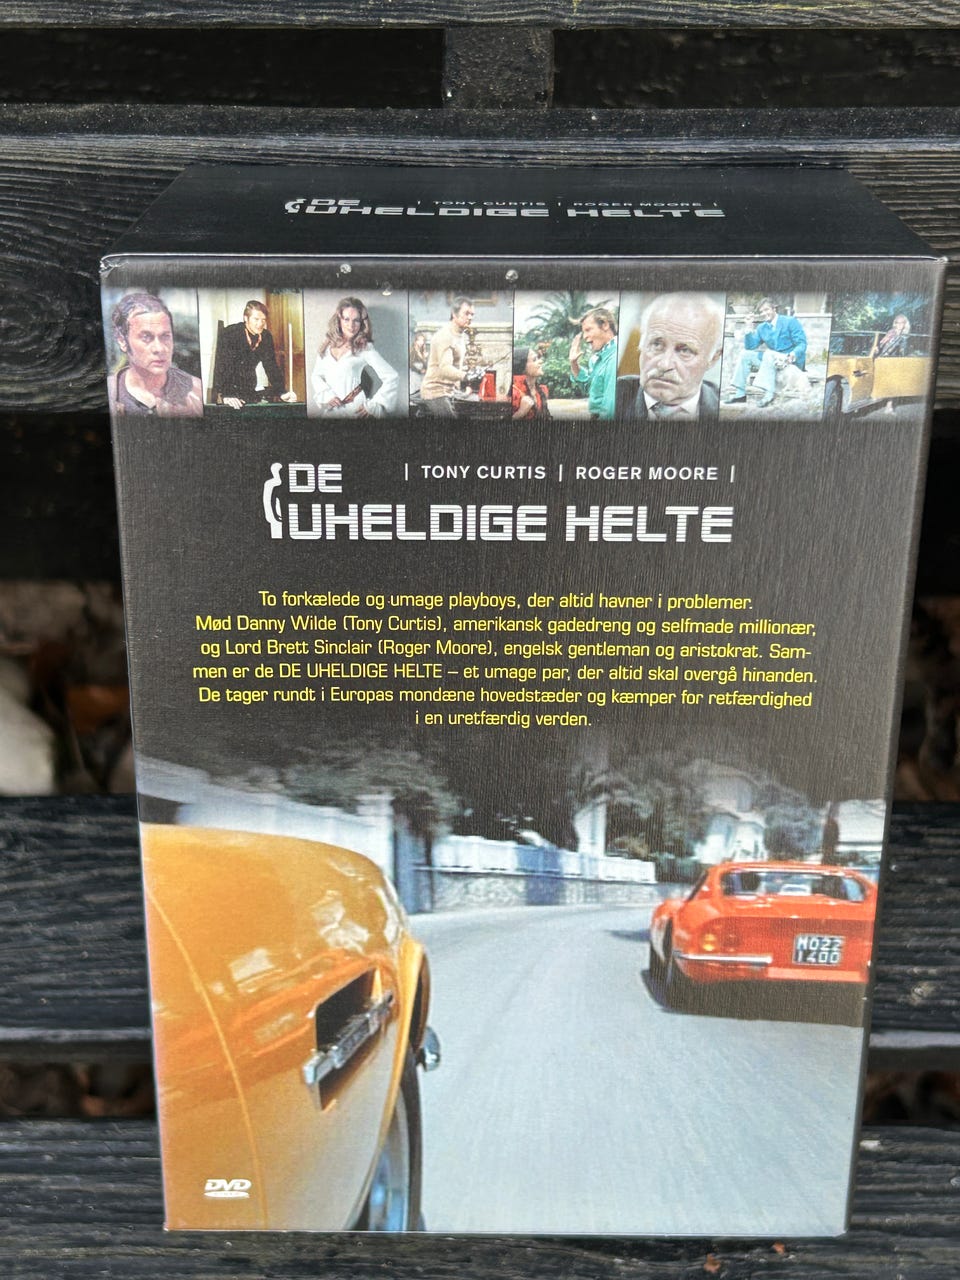 DE | TONY CURTIS | ROGER MOORE |
UHELDIGE HELTE
DE | TONY CURTIS | ROGER MOORE |
UHELDIGE HELTE
To forkælede og umage playboys, der altid havner i problemer.
Mød Danny Wilde (Tony Curtis), amerikansk gadedreng og selfmade millionær,
og Lord Brett Sinclair (Roger Moore), engelsk gentleman og aristokrat. Sam-
men er de DE UHELDIGE HELTE – et umage par, der altid skal overgå hinanden.
De tager rundt i Europas mondæne hovedstæder og kæmper for retfærdighed
i en uretfærdig verden.
MO22
1400
DVD